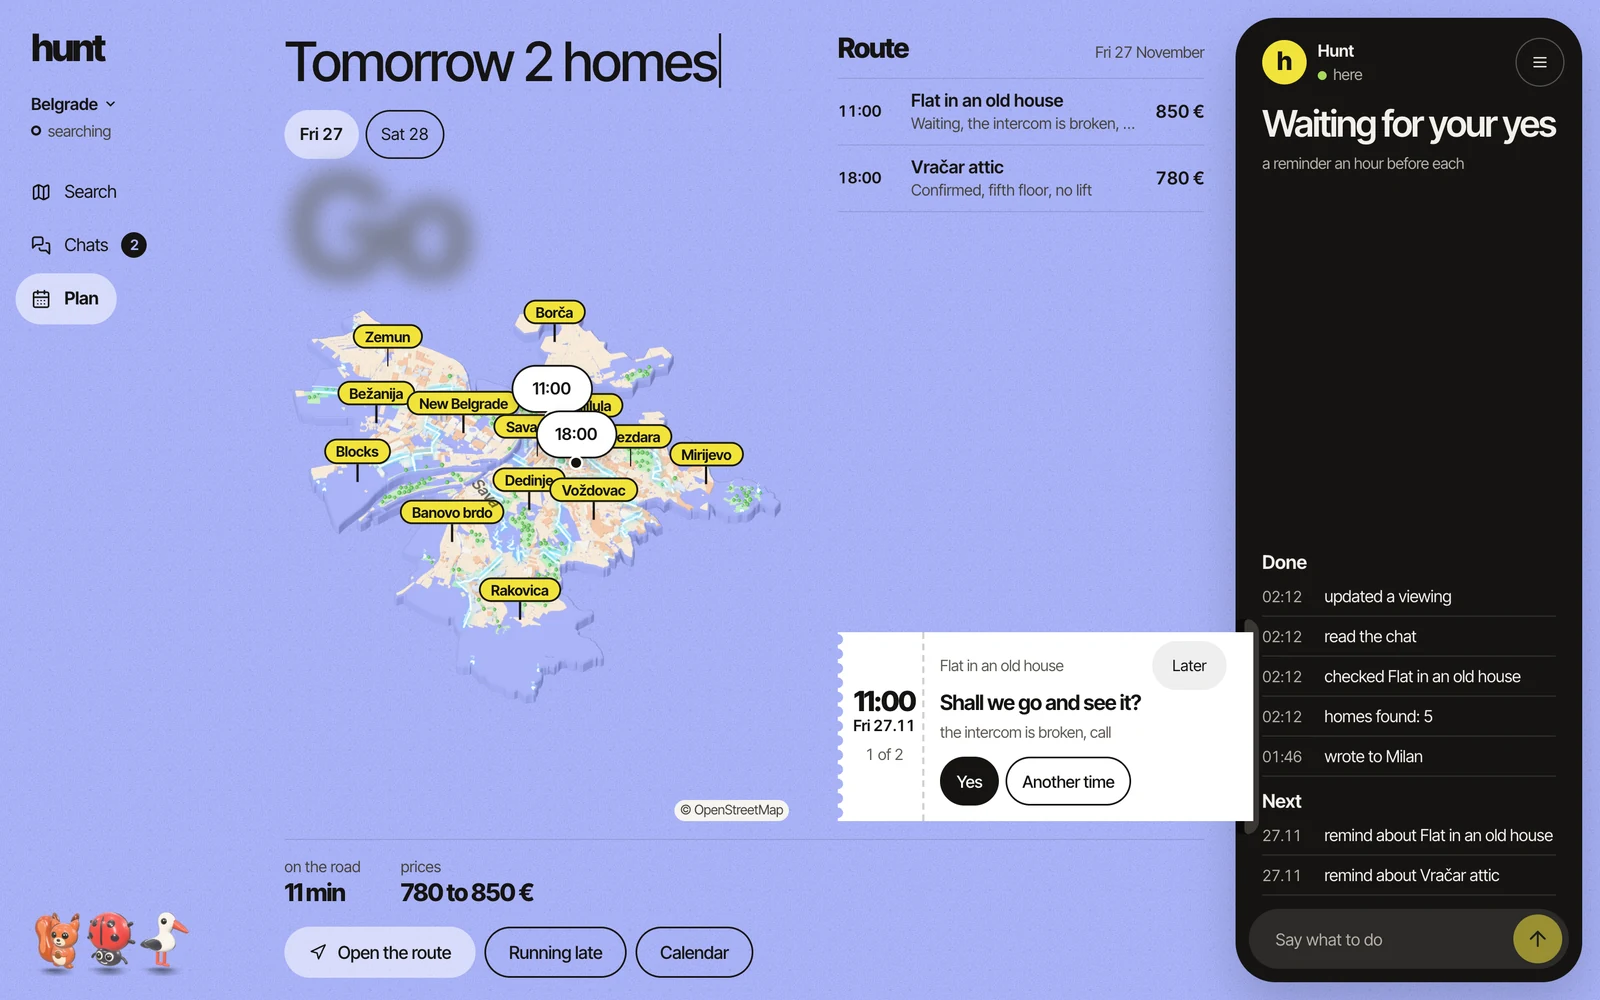 hunt
Belgrade
searching
Search
Chats 2
Plan
Tomorrow 2 homes
Fri 27
Sat 28
Go
Borča
Zemun
11:00
Bežanija
New Belgrade
18:00
Sava
Blocks
Mirijevo
Dedinje
Voždovac
Sava
Banovo brdo
Rakovica
© OpenStreetMap
on the road
11 min
prices
780 to 850 €
Open the route
Running late
Calendar
Route
Fri 27 November
11:00
Flat in an old house
850 €
Waiting, the intercom is broken, ...
18:00
Vračar attic
780 €
Confirmed, fifth floor, no lift
11:00
Fri 27.11
1 of 2
Flat in an old house
Later
Shall we go and see it?
the intercom is broken, call
Yes
Another time
h
Hunt
here
Waiting for your yes
a reminder an hour before each
Done
02:12 updated a viewing
02:12 read the chat
02:12 checked Flat in an old house
02:12 homes found: 5
01:46 wrote to Milan
Next
27.11 remind about Flat in an old house
27.11 remind about Vračar attic
Say what to do